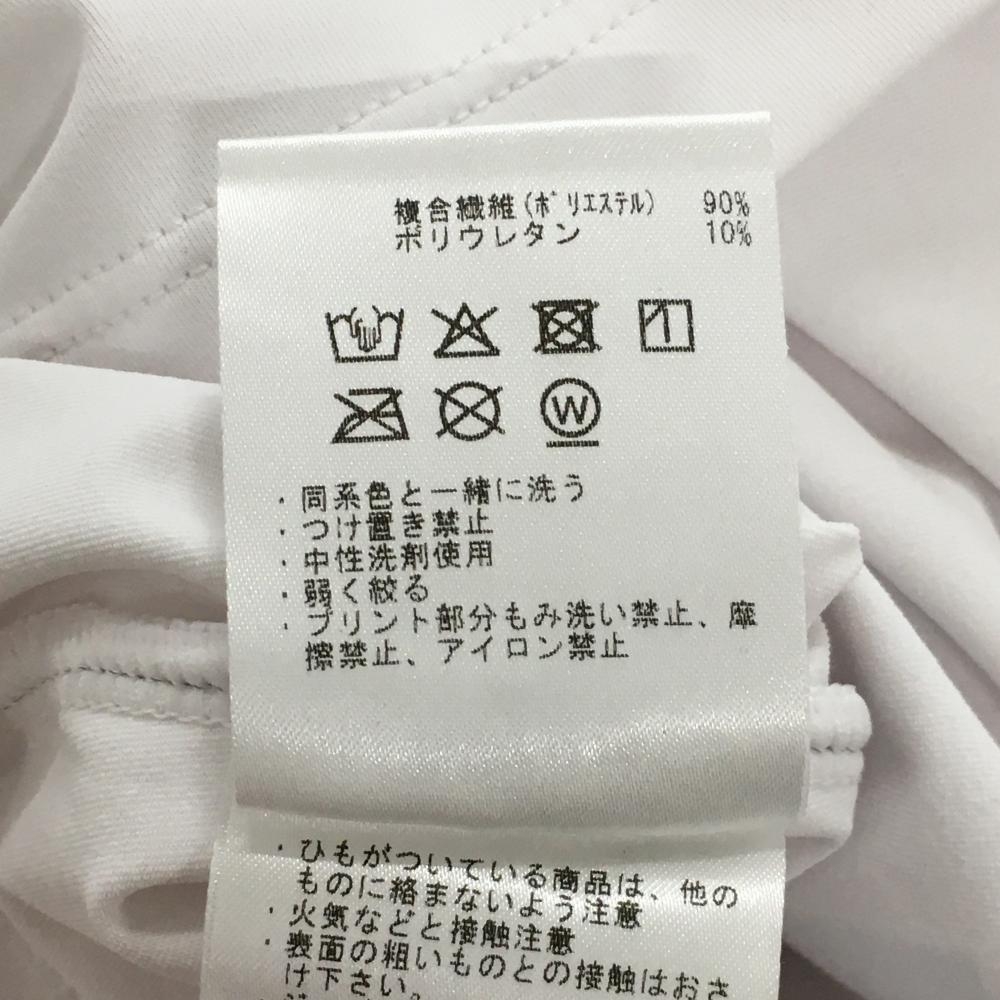 複合繊維(ポリエステル) 90%
ポリウレタン 10%
W
・同系色と一緒に洗う
・つけ置き禁止
・中性洗剤使用
・弱く絞る
・プリント部分もみ洗い禁止、摩
擦禁止、アイロン禁止
・ひもがついている商品は、他の
ものに絡まないよう注意
・火気などと接触注意
・表面の粗いものとの接触はおさ
け下さい。